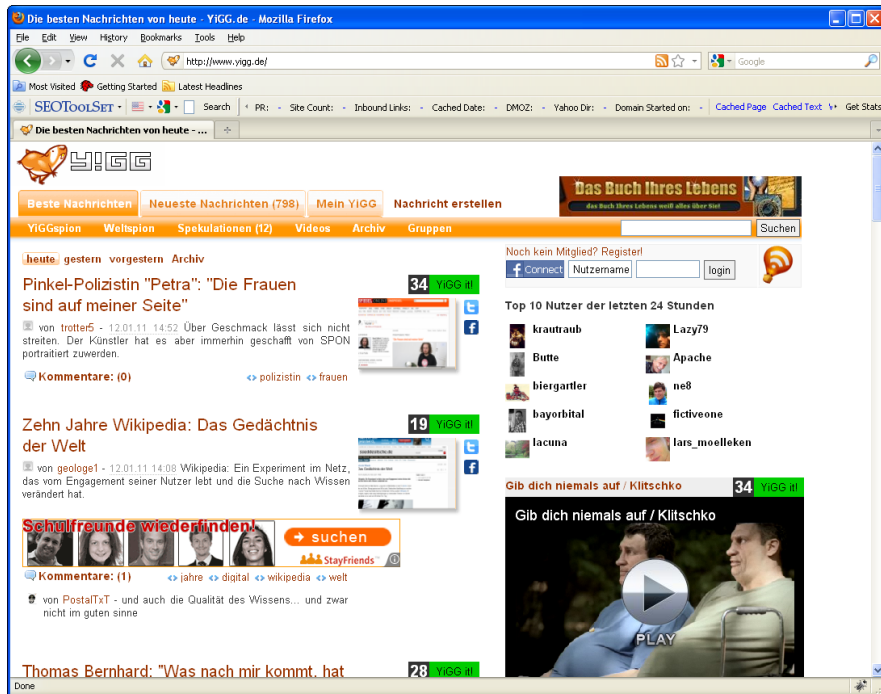 Die besten Nachrichten von heute - YiGG.de - Mozilla Firefox
File Edit View History Bookmarks Tools Help
http://www.yigg.de/
Google
Most Visited Getting Started Latest Headlines
SEOToolSet Search PR: - Site Count: - Inbound Links: - Cached Date: - DMOZ: - Yahoo Dir: - Domain Started on: - Cached Page Cached Text Get Stats
Die besten Nachrichten von heute - ...
Y!GG
Das Buch Ihres Lebens
das Buch Ihres Lebens weiß alles über Sie!
Beste Nachrichten Neueste Nachrichten (798) Mein YiGG Nachricht erstellen
YiGGspion Weltspion Spekulationen (12) Videos Archiv Gruppen Suchen
heute gestern vorgestern Archiv
Pinkel-Polizistin "Petra": "Die Frauen
sind auf meiner Seite"
34 YiGG it!
von trotter5 - 12.01.11 14:52 Über Geschmack lässt sich nicht
streiten. Der Künstler hat es aber immerhin geschafft von SPON
portraitiert zuwerden.
Kommentare: (0) polizistin frauen
Zehn Jahre Wikipedia: Das Gedächtnis
der Welt
19 YiGG it!
von geologe1 - 12.01.11 14:08 Wikipedia: Ein Experiment im Netz,
das vom Engagement seiner Nutzer lebt und die Suche nach Wissen
verändert hat.
Schulfreunde wiederfinden!
suchen
StayFriends
Kommentare: (1) jahre digital wikipedia welt
von PostalTxT - und auch die Qualität des Wissens... und zwar
nicht im guten sinne
Thomas Bernhard: "Was nach mir kommt, hat
28 YiGG it!
Noch kein Mitglied? Register!
f Connect Nutzername login
Top 10 Nutzer der letzten 24 Stunden
krautraub Lazy79
Butte Apache
biergartler ne8
bayorbital fictiveone
lacuna lars_moelleken
Gib dich niemals auf / Klitschko
34 YiGG it!
Gib dich niemals auf / Klitschko
PLAY
Done